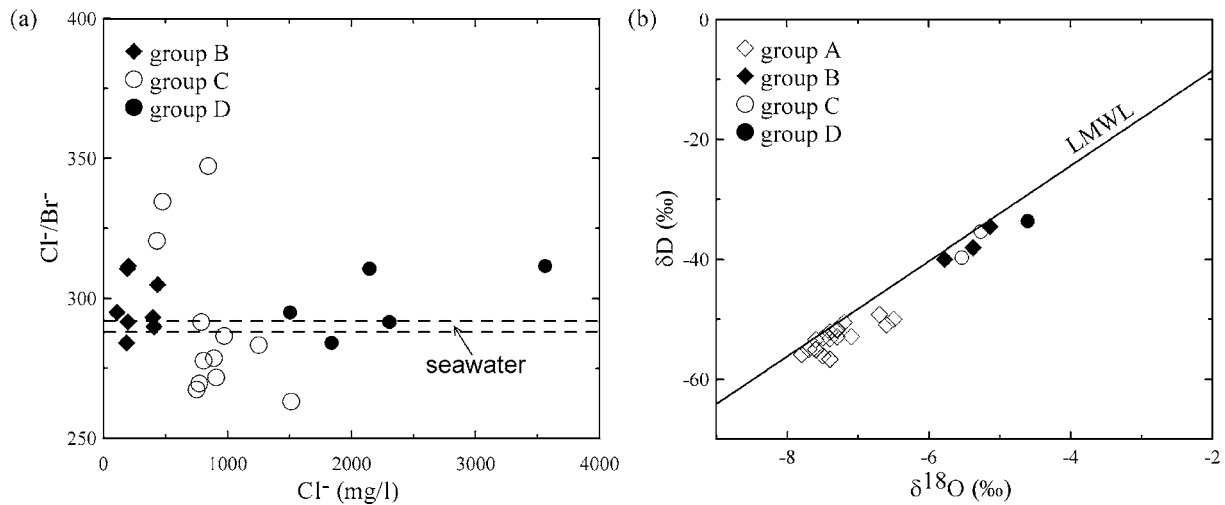 (a)
400
350
300
250
Cl-/Br-
group B
group C
group D
seawater
0
1000
2000
3000
4000
Cl- (mg/l)
(b)
0
-20
-40
-60
δD (‰)
group A
group B
group C
group D
LMWL
-8
-6
-4
-2
δ18O (‰)